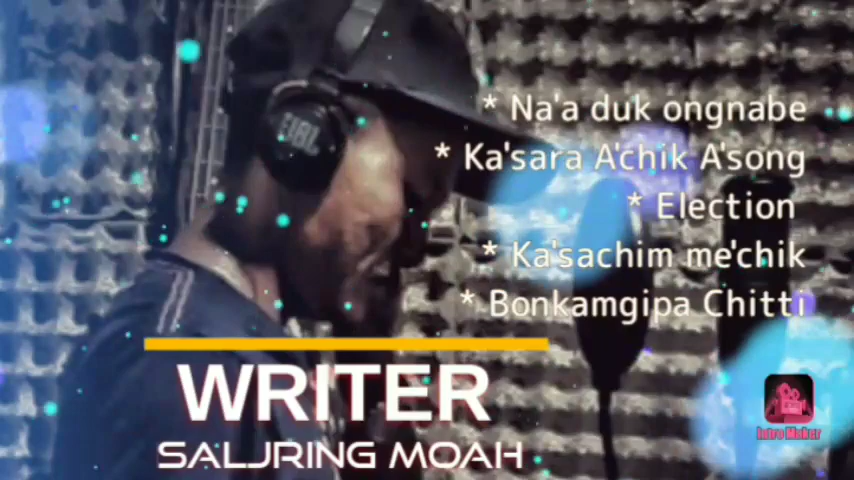 JBL
* Na'a duk ongnabe
* Ka'sara A'chik A'song
* Election
* Ka'sachim me'chik
* Bonkamgipa Chitti
WRITER
SALJRING MOAH
Intro Maker